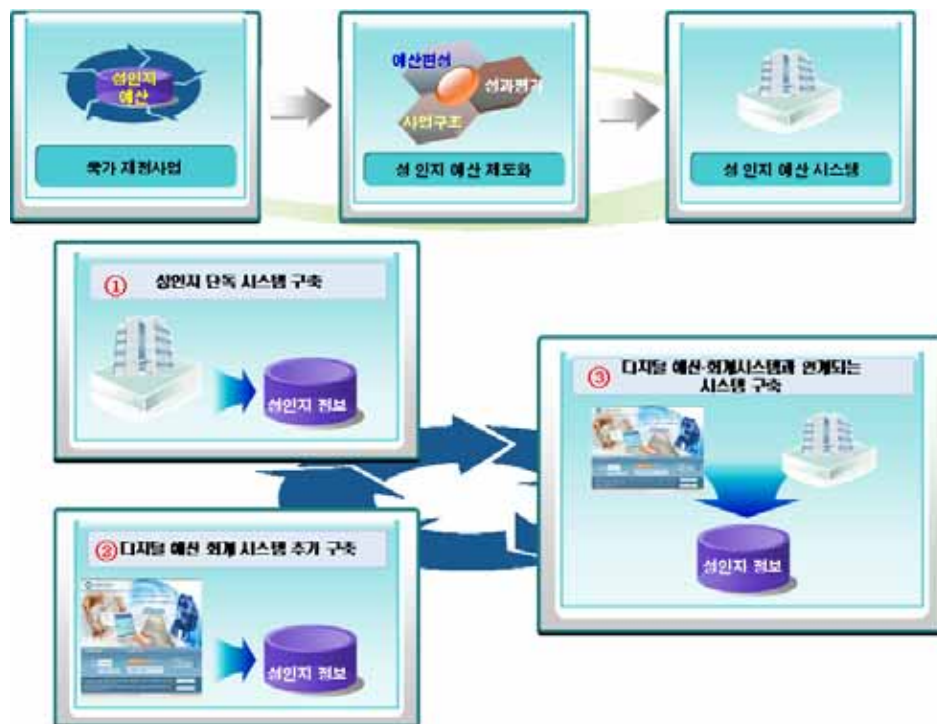 성인지
예산
국가 재정사업
예산편성
성과평가
사업구조
성 인지 예산 제도화
성 인지 예산 시스템
① 성인지 단독 시스템 구축
성인지 정보
② 디지털 예산 회계 시스템 추가 구축
성인지 정보
③ 디지털 예산·회계시스템과 연계되는
시스템 구축
성인지 정보